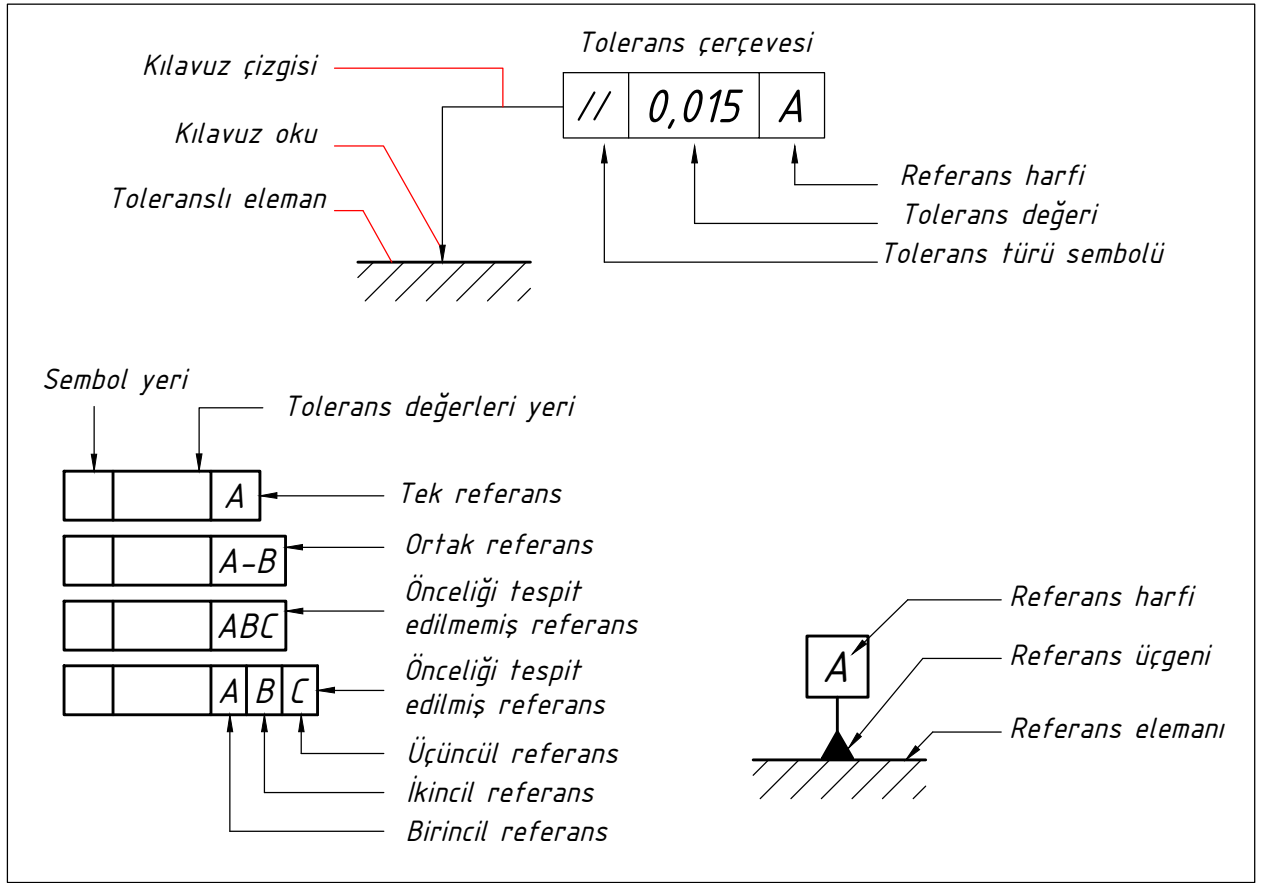 Tolerans çerçevesi
Kılavuz çizgisi
// 0,015 A
Kılavuz oku
Referans harfi
Toleranslı eleman
Tolerans değeri
Tolerans türü sembolü
Sembol yeri
Tolerans değerleri yeri
A
Tek referans
A-B
Ortak referans
ABC
Önceliği tespit
edilmemiş referans
A B C
Önceliği tespit
edilmiş referans
Üçüncül referans
İkincil referans
Birincil referans
Referans harfi
A
Referans üçgeni
Referans elemanı